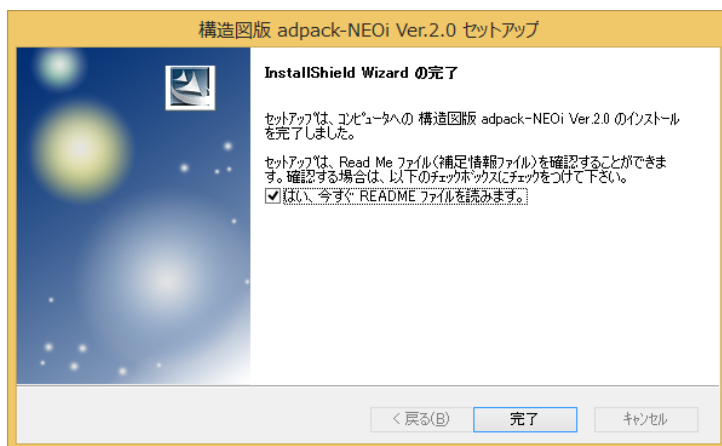 構造図版 adpack-NEOi Ver.2.0 セットアップ
InstallShield Wizard の完了
セットアップは、コンピュータへの 構造図版 adpack-NEOi Ver.2.0 のインストール
を完了しました。
セットアップは、Read Me ファイル(補足情報ファイル)を確認することができま
す。確認する場合は、以下のチェックボックスにチェックをつけて下さい。
はい、今すぐ README ファイルを読みます。
< 戻る(B)
完了
キャンセル